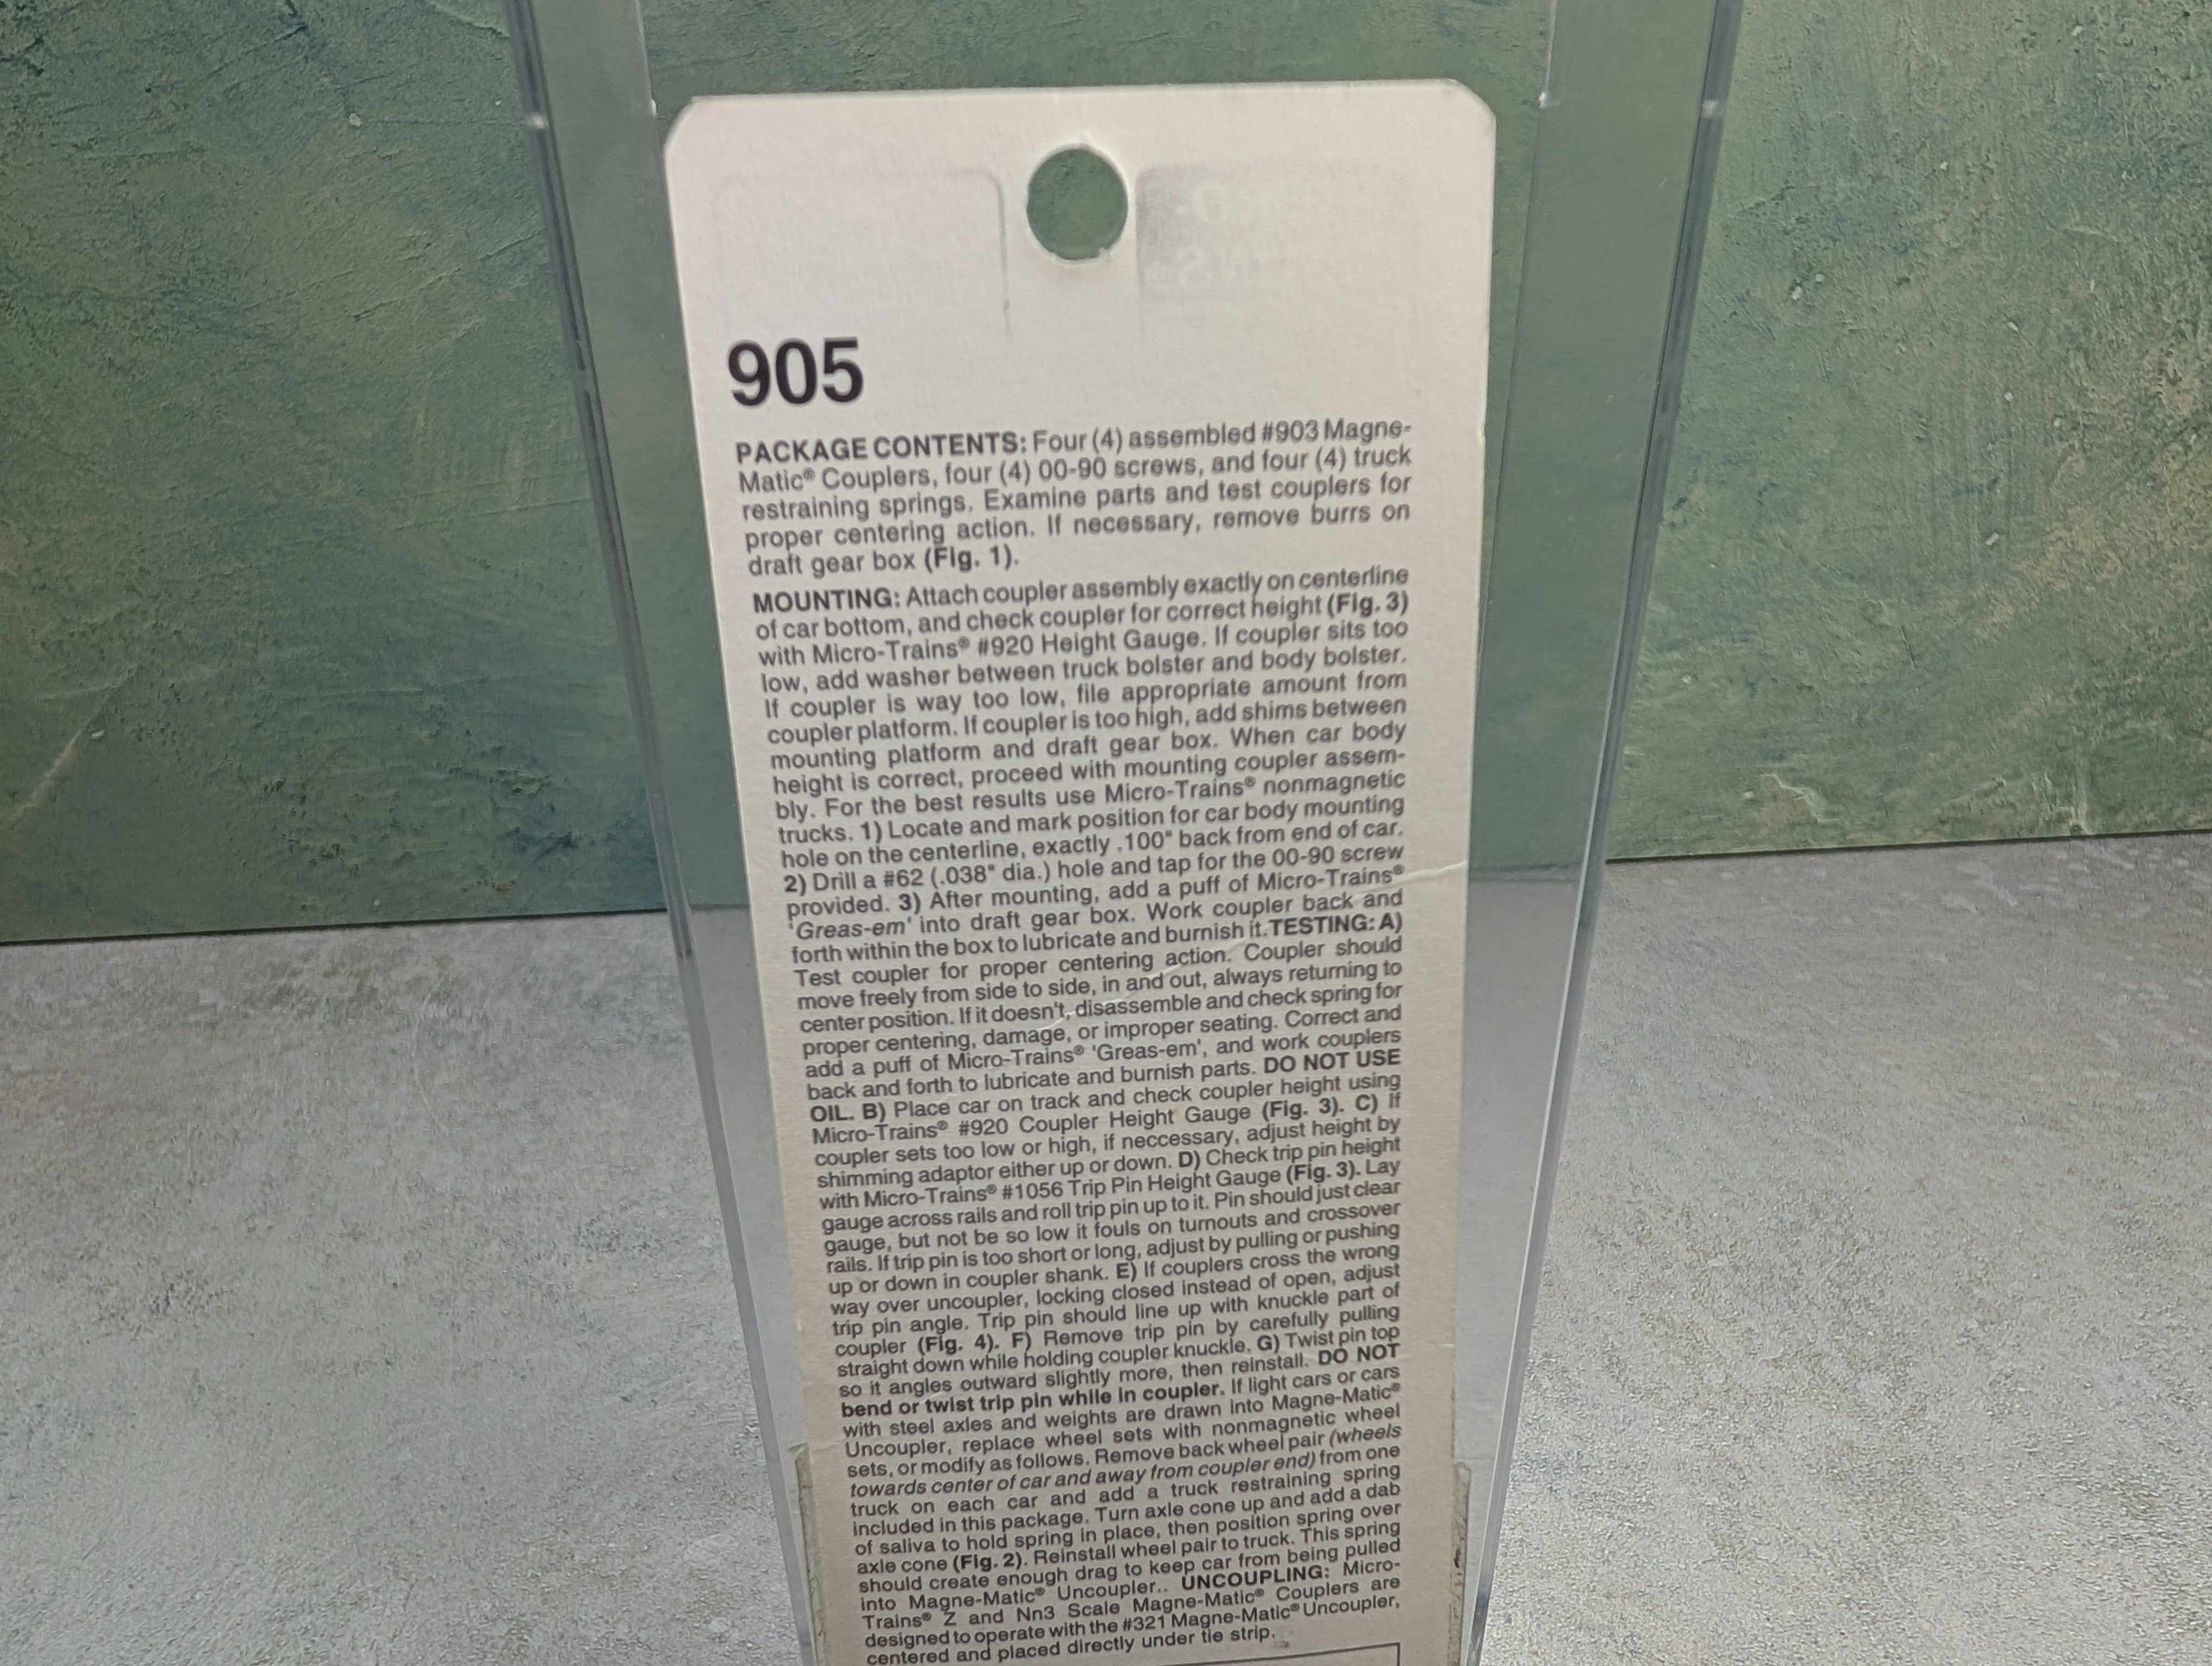 905
PACKAGE CONTENTS: Four (4) assembled #903 Magne-
Matic® Couplers, four (4) 00-90 screws, and four (4) truck
restraining springs. Examine parts and test couplers for
proper centering action. If necessary, remove burrs on
draft gear box (Fig. 1).
MOUNTING: Attach coupler assembly exactly on centerline
of car bottom, and check coupler for correct height (Fig. 3)
with Micro-Trains® #920 Height Gauge. If coupler sits too
low, add washer between truck bolster and body bolster.
If coupler is way too low, file appropriate amount from
coupler platform. If coupler is too high, add shims between
mounting platform and draft gear box. When car body
height is correct, proceed with mounting coupler assem-
bly. For the best results use Micro-Trains® nonmagnetic
trucks. 1) Locate and mark position for car body mounting
hole on the centerline, exactly .100" back from end of car.
2) Drill a #62 (.038" dia.) hole and tap for the 00-90 screw
provided. 3) After mounting, add a puff of Micro-Trains®
'Greas-em' into draft gear box. Work coupler back and
forth within the box to lubricate and burnish it. TESTING: A)
Test coupler for proper centering action. Coupler should
move freely from side to side, in and out, always returning to
center position. If it doesn't, disassemble and check spring for
proper centering, damage, or improper seating. Correct and
add a puff of Micro-Trains® 'Greas-em', and work couplers
back and forth to lubricate and burnish parts. DO NOT USE
OIL. B) Place car on track and check coupler height using
Micro-Trains® #920 Coupler Height Gauge (Fig. 3). C) If
coupler sets too low or high, if neccessary, adjust height by
shimming adaptor either up or down. D) Check trip pin height
with Micro-Trains® #1056 Trip Pin Height Gauge (Fig. 3). Lay
gauge across rails and roll trip pin up to it. Pin should just clear
gauge, but not be so low it fouls on turnouts and crossover
rails. If trip pin is too short or long, adjust by pulling or pushing
up or down in coupler shank. E) If couplers cross the wrong
way over uncoupler, locking closed instead of open, adjust
trip pin angle. Trip pin should line up with knuckle part of
coupler (Fig. 4). F) Remove trip pin by carefully pulling
straight down while holding coupler knuckle. G) Twist pin top
so it angles outward slightly more, then reinstall. DO NOT
bend or twist trip pin while in coupler. If light cars or cars
with steel axles and weights are drawn into Magne-Matic®
Uncoupler, replace wheel sets with nonmagnetic wheel
sets, or modify as follows. Remove back wheel pair (wheels
towards center of car and away from coupler end) from one
truck on each car and add a truck restraining spring
included in this package. Turn axle cone up and add a dab
of saliva to hold spring in place, then position spring over
axle cone (Fig. 2). Reinstall wheel pair to truck. This spring
should create enough drag to keep car from being pulled
into Magne-Matic® Uncoupler.. UNCOUPLING: Micro-
Trains® Z and Nn3 Scale Magne-Matic® Couplers are
designed to operate with the #321 Magne-Matic® Uncoupler,
centered and placed directly under tie strip.